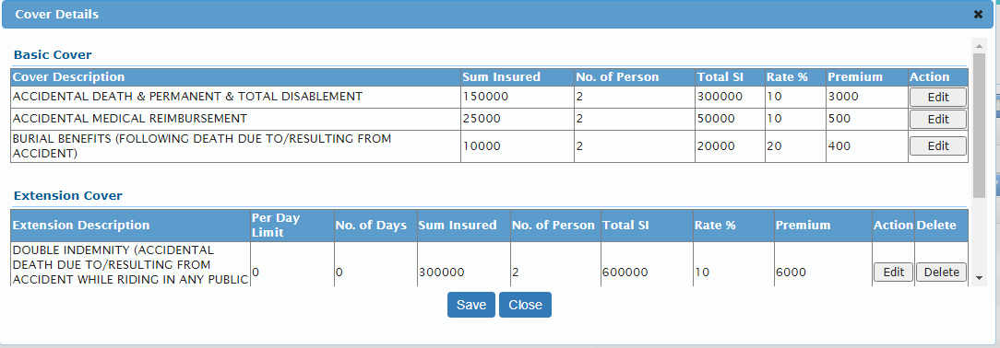 Cover Details
Basic Cover
Cover Description Sum Insured No. of Person Total SI Rate % Premium Action
ACCIDENTAL DEATH & PERMANENT & TOTAL DISABLEMENT 150000 2 300000 10 3000 Edit
ACCIDENTAL MEDICAL REIMBURSEMENT 25000 2 50000 10 500 Edit
BURIAL BENEFITS (FOLLOWING DEATH DUE TO/RESULTING FROM
ACCIDENT) 10000 2 20000 20 400 Edit
Extension Cover
Extension Description Per Day Limit No. of Days Sum Insured No. of Person Total SI Rate % Premium Action Delete
DOUBLE INDEMNITY (ACCIDENTAL
DEATH DUE TO/RESULTING FROM 0 0 300000 2 600000 10 6000 Edit Delete
ACCIDENT WHILE RIDING IN ANY PUBLIC
Save Close